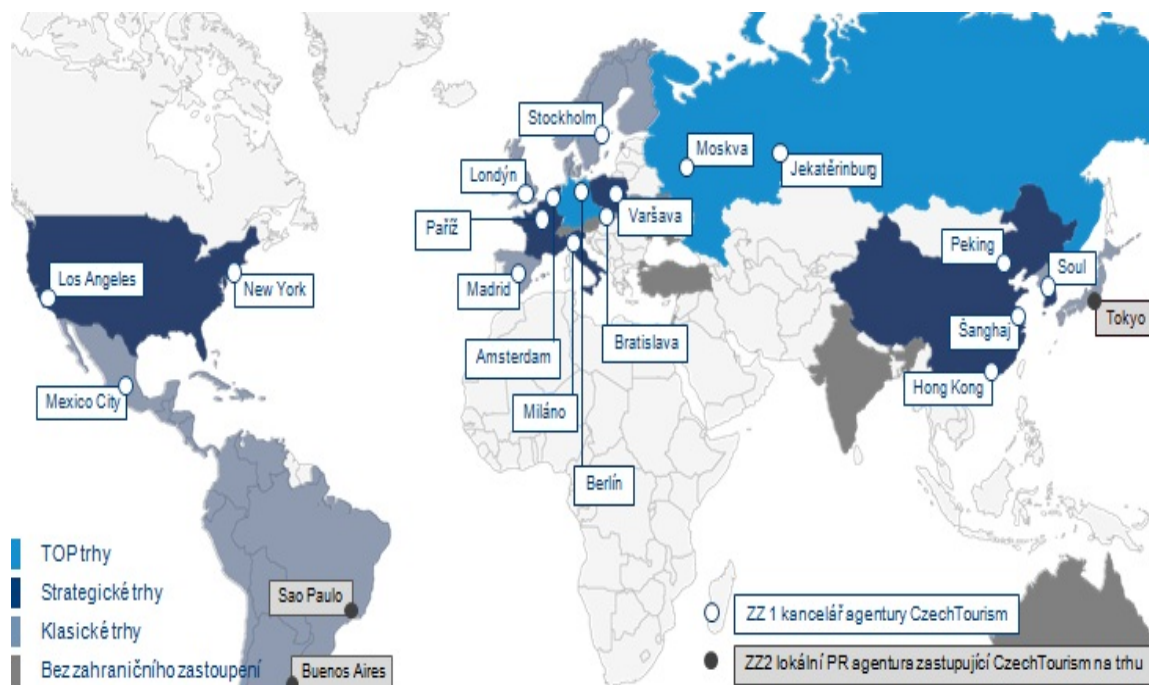 Stockholm
Moskva
Jekatěrinburg
Londýn
Paříž
Varšava
Peking
Los Angeles
New York
Madrid
Soul
Tokyo
Šanghaj
Amsterdam
Bratislava
Hong Kong
Mexico City
Miláno
Berlín
TOP trhy
Strategické trhy
Klasické trhy
Bez zahraničního zastoupení
Sao Paulo
Buenos Aires
ZZ 1 kancelář agentury CzechTourism
ZZ2 lokální PR agentura zastupující CzechTourism na trhu